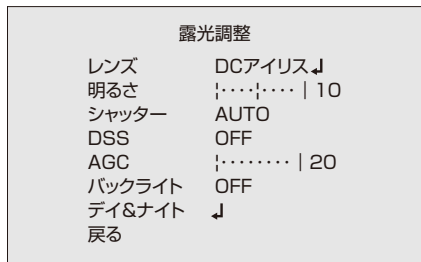 露光調整
レンズ DCアイリス↲
明るさ ¦････¦････｜10
シャッター AUTO
DSS OFF
AGC ¦････････｜20
バックライト OFF
デイ&ナイト ↲
戻る